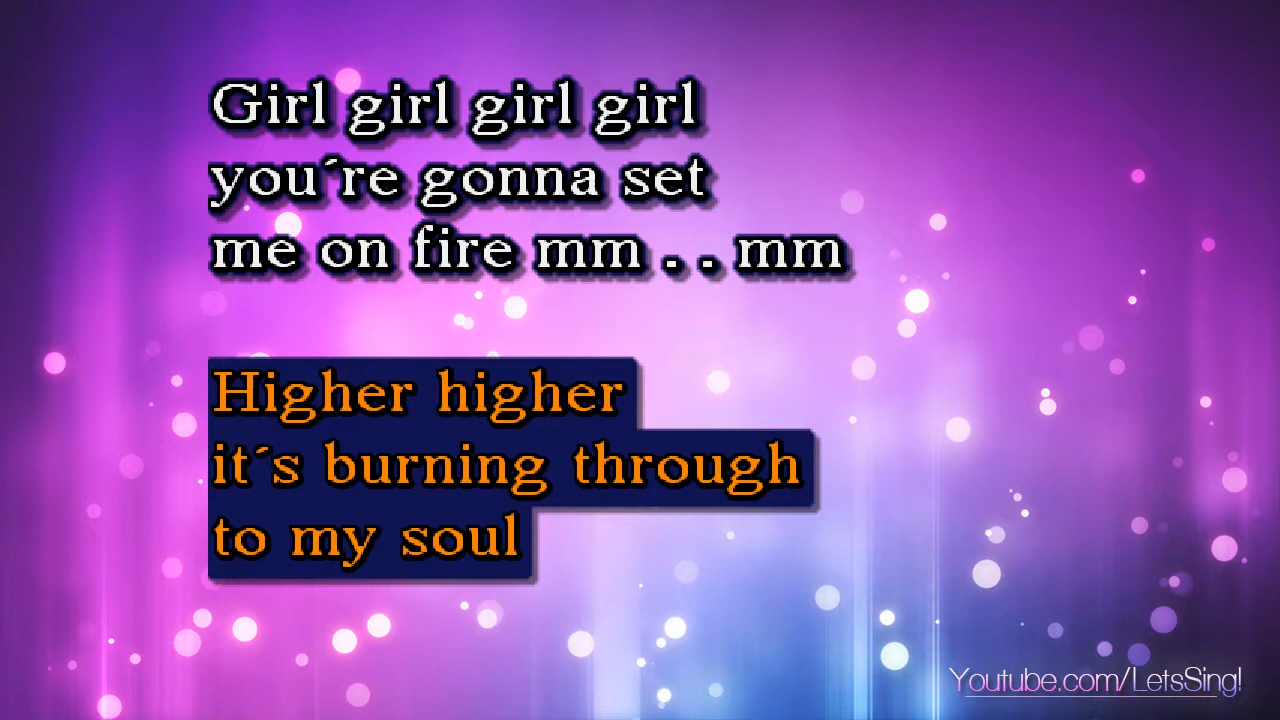 Girl girl girl girl
you´re gonna set
me on fire mm . . mm
Higher higher
it´s burning through
to my soul
Youtube.com/LetsSing!